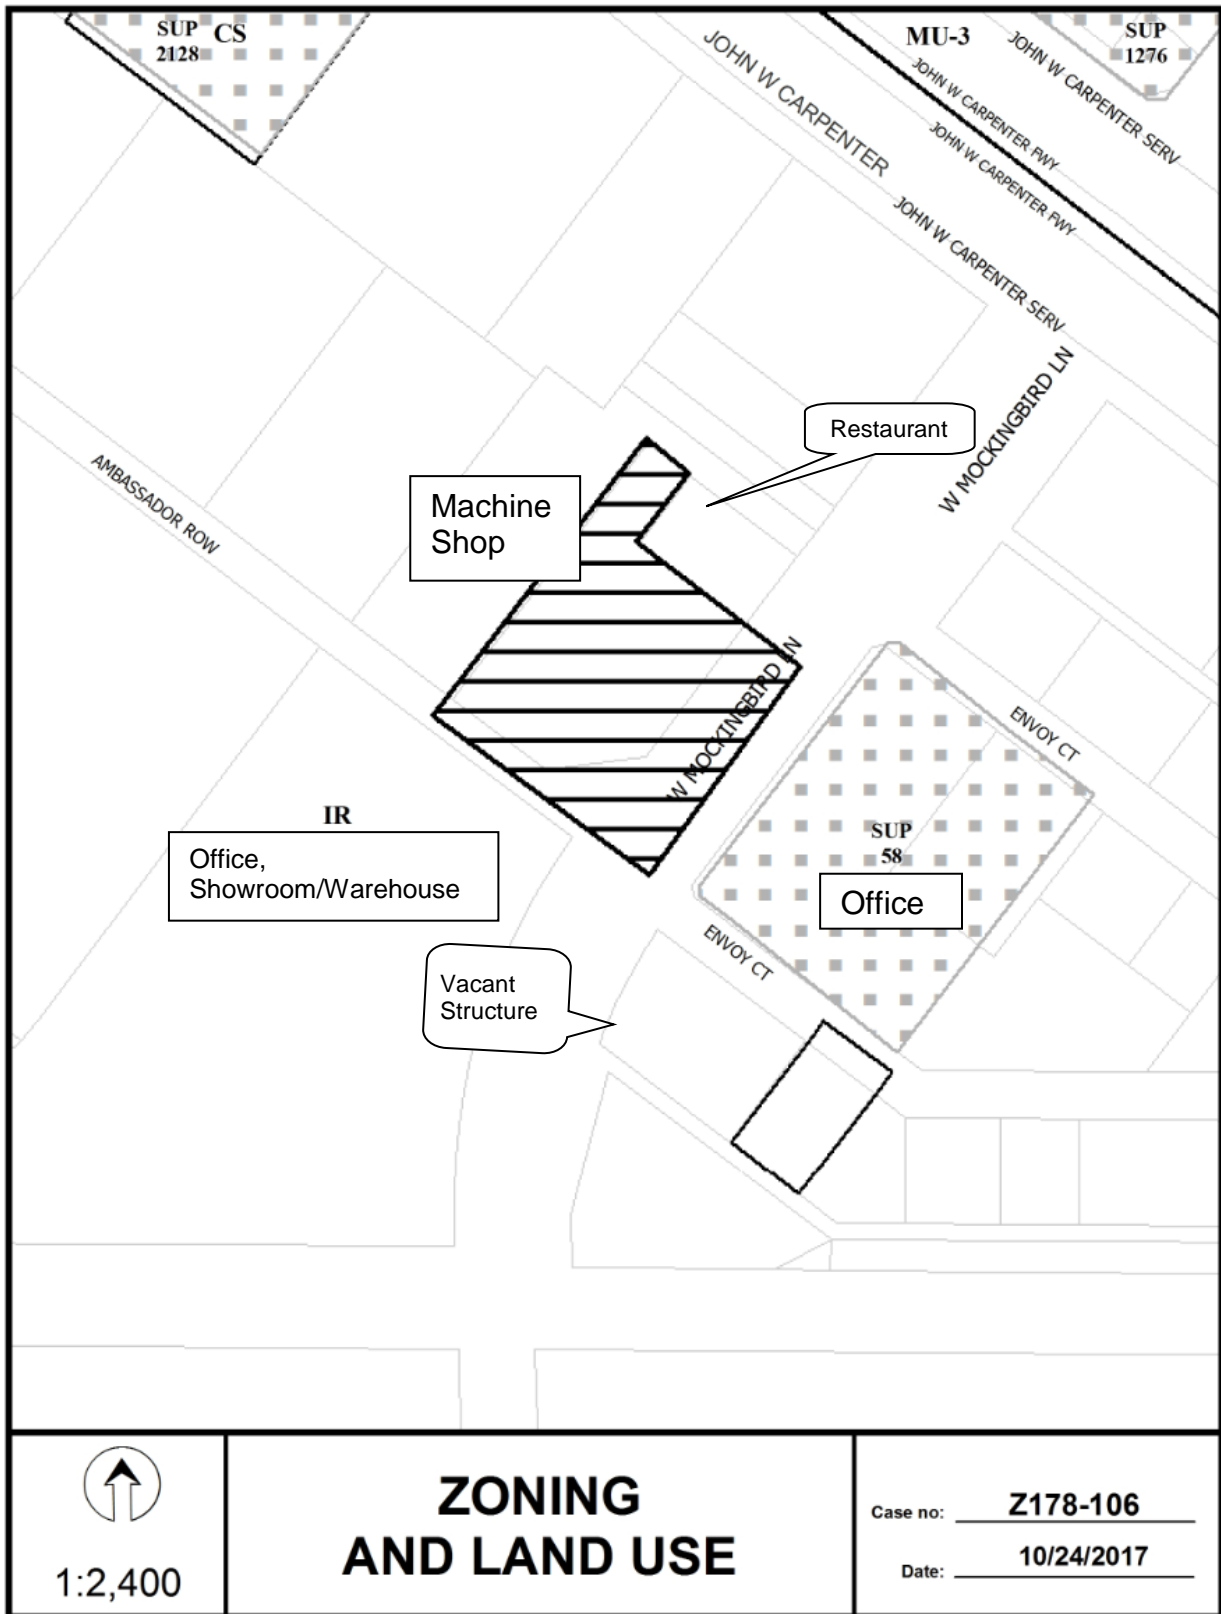 SUP
2128
CS
MU-3
SUP
1276
JOHN W CARPENTER
JOHN W CARPENTER FWY
JOHN W CARPENTER SERV
JOHN W CARPENTER FWY
JOHN W CARPENTER SERV
W MOCKINGBIRD LN
Restaurant
AMBASSADOR ROW
Machine
Shop
W MOCKINGBIRD LN
ENVOY CT
IR
Office,
Showroom/Warehouse
SUP
58
Office
ENVOY CT
Vacant
Structure
1:2,400
ZONING
AND LAND USE
Case no: Z178-106
Date: 10/24/2017